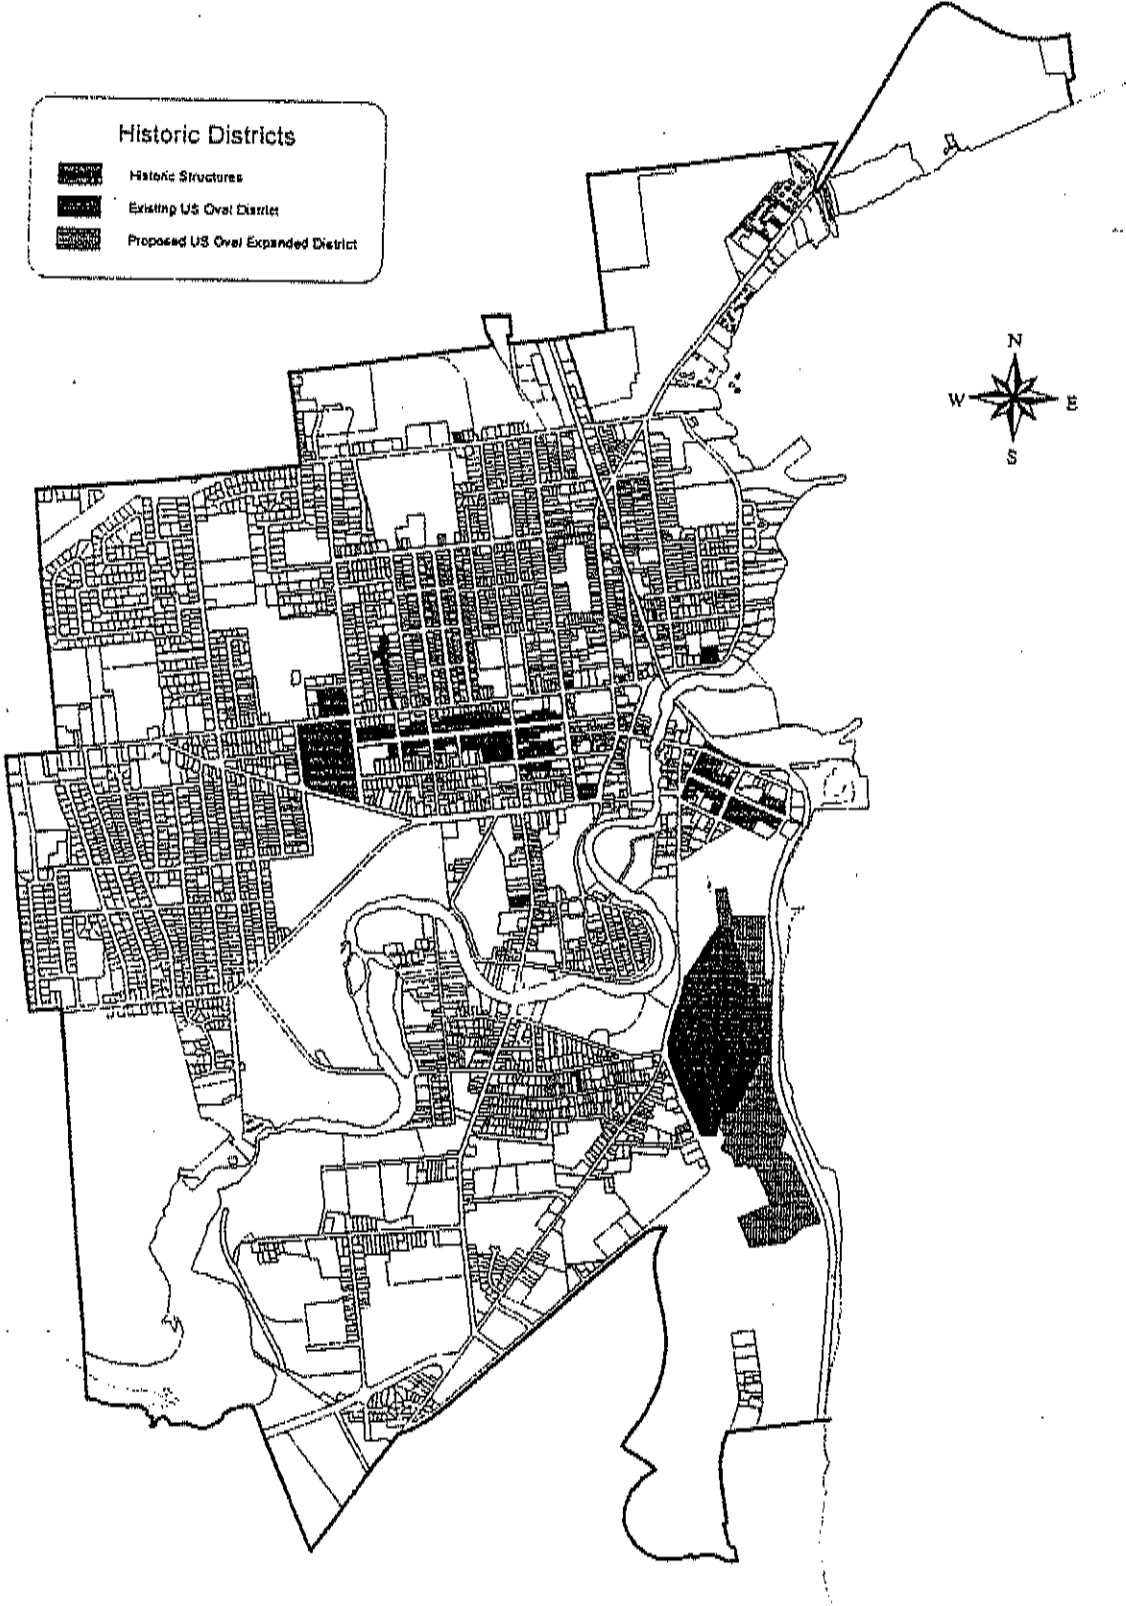 Historic Districts
Historic Structures
Existing US Oval District
Proposed US Oval Expanded District
N
W E
S